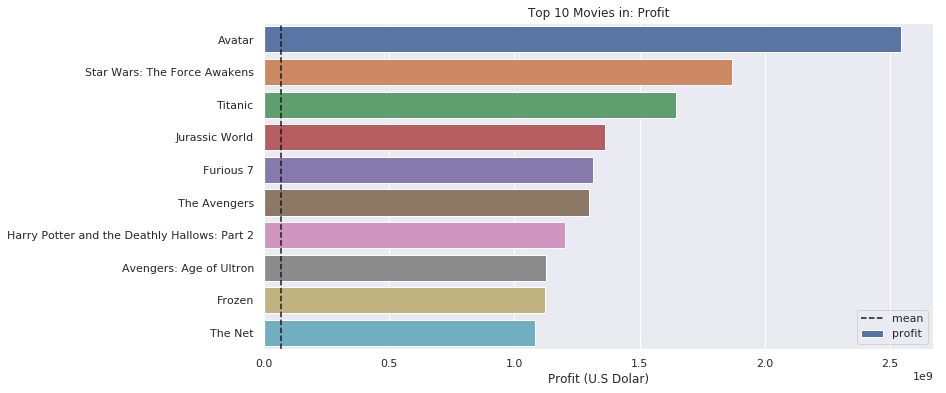 Top 10 Movies in: Profit
Avatar
Star Wars: The Force Awakens
Titanic
Jurassic World
Furious 7
The Avengers
Harry Potter and the Deathly Hallows: Part 2
Avengers: Age of Ultron
Frozen
The Net
mean
profit
0.0 0.5 1.0 1.5 2.0 2.5
1e9
Profit (U.S Dolar)